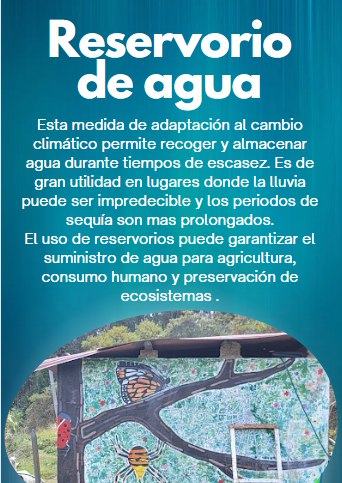 Reservorio
de agua
Esta medida de adaptación al cambio
climático permite recoger y almacenar
agua durante tiempos de escasez. Es de
gran utilidad en lugares donde la lluvia
puede ser impredecible y los periodos de
sequía son mas prolongados.
El uso de reservorios puede garantizar el
suministro de agua para agricultura,
consumo humano y preservación de
ecosistemas .